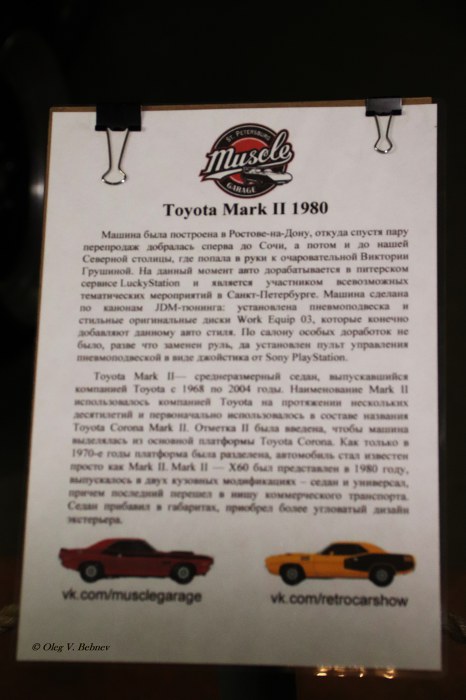 ST. PETERSBURG
Muscle
GARAGE
Toyota Mark II 1980
Машина была построена в Ростове-на-Дону, откуда спустя пару
перепродаж добралась сперва до Сочи, а потом и до нашей
Северной столицы, где попала в руки к очаровательной Виктории
Грушиной. На данный момент авто дорабатывается в питерском
сервисе LuckyStation и является участником всевозможных
тематических мероприятий в Санкт-Петербурге. Машина сделана
по канонам JDM-тюнинга: установлена пневмоподвеска и
стильные оригинальные диски Work Equip 03, которые конечно
добавляют данному авто стиля. По салону особых доработок не
было, разве что заменен руль, да установлен пульт управления
пневмоподвеской в виде джойстика от Sony PlayStation.
Toyota Mark II— среднеразмерный седан, выпускавшийся
компанией Toyota с 1968 по 2004 годы. Наименование Mark II
использовалось компанией Toyota на протяжении нескольких
десятилетий и первоначально использовалось в составе названия
Toyota Corona Mark II. Отметка II была введена, чтобы машина
выделялась из основной платформы Toyota Corona. Как только в
1970-е годы платформа была разделена, автомобиль стал известен
просто как Mark II. Mark II — X60 был представлен в 1980 году,
выпускалось в двух кузовных модификациях – седан и универсал,
причем последний перешел в нишу коммерческого транспорта.
Седан прибавил в габаритах, приобрел более угловатый дизайн
экстерьера.
vk.com/musclegarage
vk.com/retrocarshow
© Oleg V. Behnev